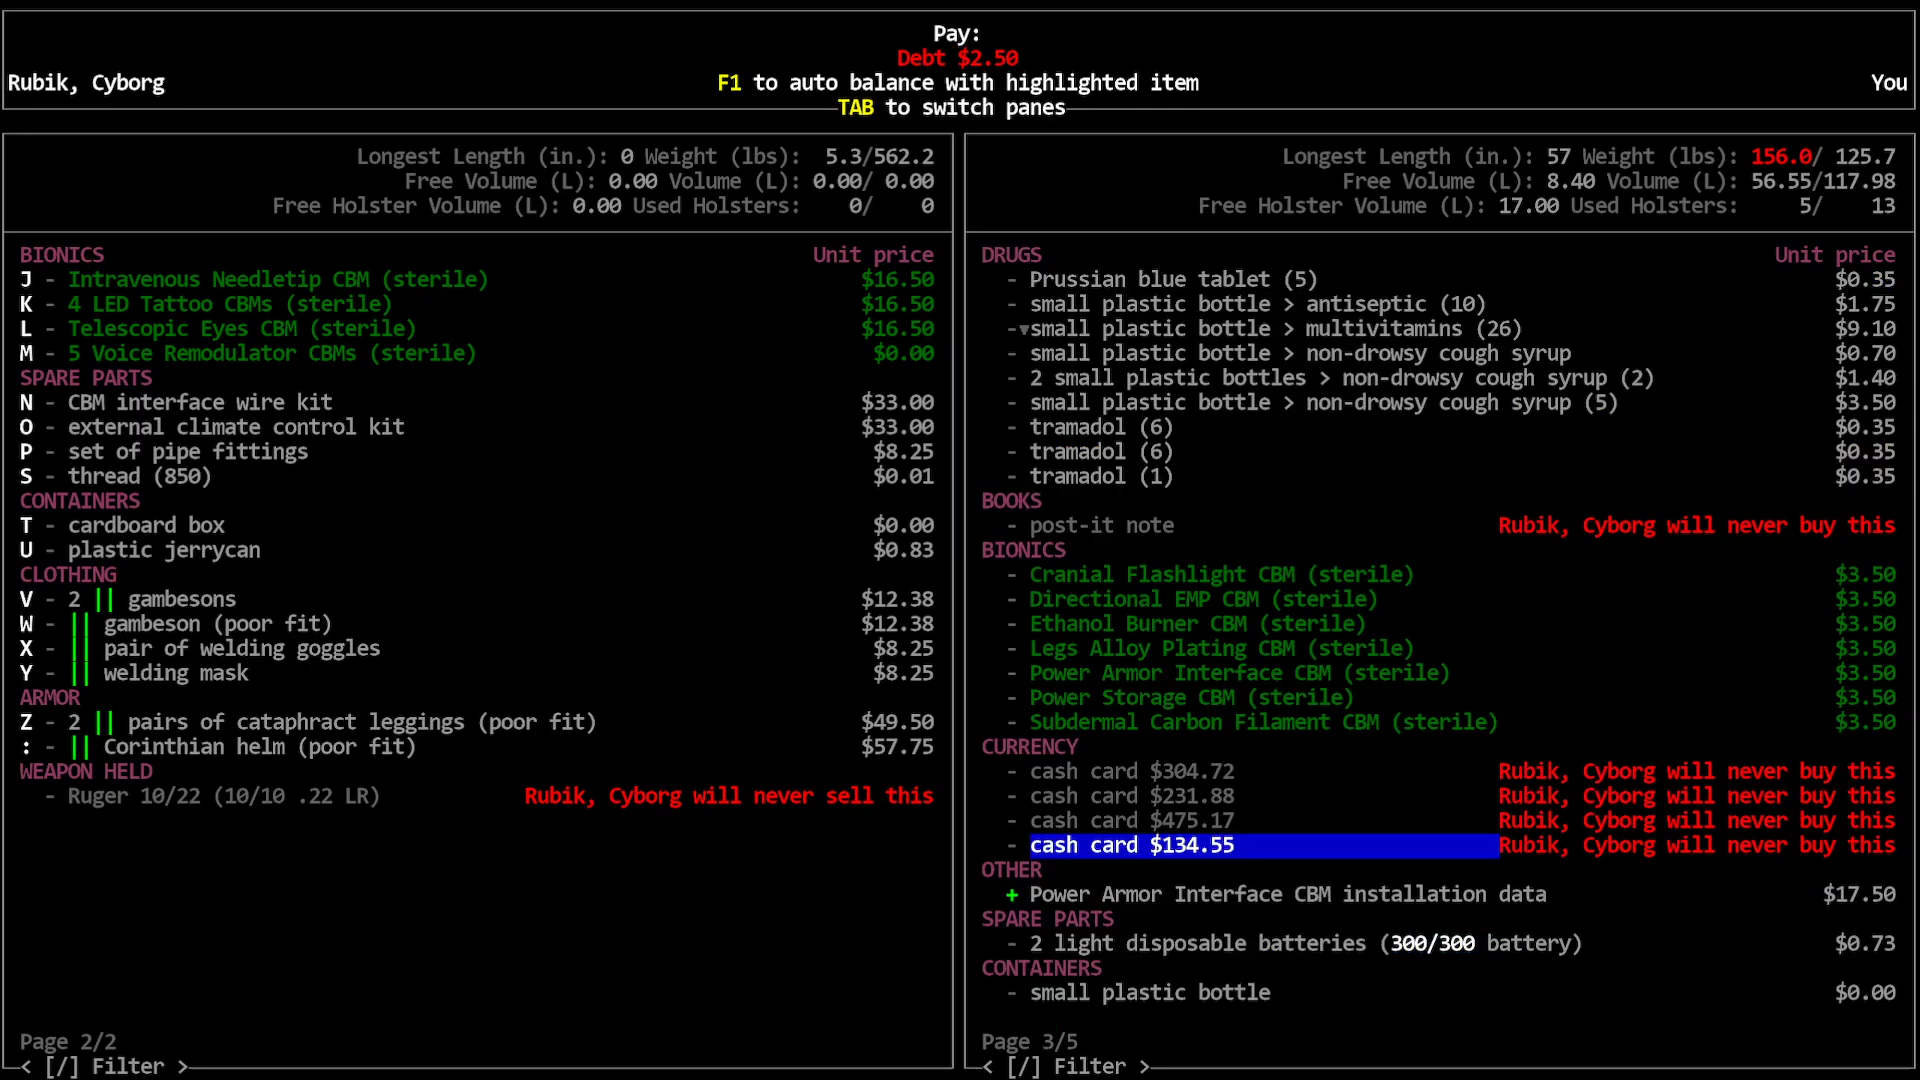 Pay:
Debt $2.50
Rubik, Cyborg F1 to auto balance with highlighted item You
TAB to switch panes
Longest Length (in.): 0 Weight (lbs): 5.3/562.2
Free Volume (L): 0.00 Volume (L): 0.00/ 0.00
Free Holster Volume (L): 0.00 Used Holsters: 0/ 0
BIONICS Unit price
J - Intravenous Needletip CBM (sterile) $16.50
K - 4 LED Tattoo CBMs (sterile) $16.50
L - Telescopic Eyes CBM (sterile) $16.50
M - 5 Voice Remodulator CBMs (sterile) $0.00
SPARE PARTS
N - CBM interface wire kit $33.00
O - external climate control kit $33.00
P - set of pipe fittings $8.25
S - thread (850) $0.01
CONTAINERS
T - cardboard box $0.00
U - plastic jerrycan $0.83
CLOTHING
V - 2 || gambesons $12.38
W - || gambeson (poor fit) $12.38
X - || pair of welding goggles $8.25
Y - || welding mask $8.25
ARMOR
Z - 2 || pairs of cataphract leggings (poor fit) $49.50
: - || Corinthian helm (poor fit) $57.75
WEAPON HELD
- Ruger 10/22 (10/10 .22 LR) Rubik, Cyborg will never sell this
Page 2/2
< [/] Filter >
Longest Length (in.): 57 Weight (lbs): 156.0/ 125.7
Free Volume (L): 8.40 Volume (L): 56.55/117.98
Free Holster Volume (L): 17.00 Used Holsters: 5/ 13
DRUGS Unit price
- Prussian blue tablet (5) $0.35
- small plastic bottle > antiseptic (10) $1.75
-▾small plastic bottle > multivitamins (26) $9.10
- small plastic bottle > non-drowsy cough syrup $0.70
- 2 small plastic bottles > non-drowsy cough syrup (2) $1.40
- small plastic bottle > non-drowsy cough syrup (5) $3.50
- tramadol (6) $0.35
- tramadol (6) $0.35
- tramadol (1) $0.35
BOOKS
- post-it note Rubik, Cyborg will never buy this
BIONICS
- Cranial Flashlight CBM (sterile) $3.50
- Directional EMP CBM (sterile) $3.50
- Ethanol Burner CBM (sterile) $3.50
- Legs Alloy Plating CBM (sterile) $3.50
- Power Armor Interface CBM (sterile) $3.50
- Power Storage CBM (sterile) $3.50
- Subdermal Carbon Filament CBM (sterile) $3.50
CURRENCY
- cash card $304.72 Rubik, Cyborg will never buy this
- cash card $231.88 Rubik, Cyborg will never buy this
- cash card $475.17 Rubik, Cyborg will never buy this
- cash card $134.55 Rubik, Cyborg will never buy this
OTHER
+ Power Armor Interface CBM installation data $17.50
SPARE PARTS
- 2 light disposable batteries (300/300 battery) $0.73
CONTAINERS
- small plastic bottle $0.00
Page 3/5
< [/] Filter >